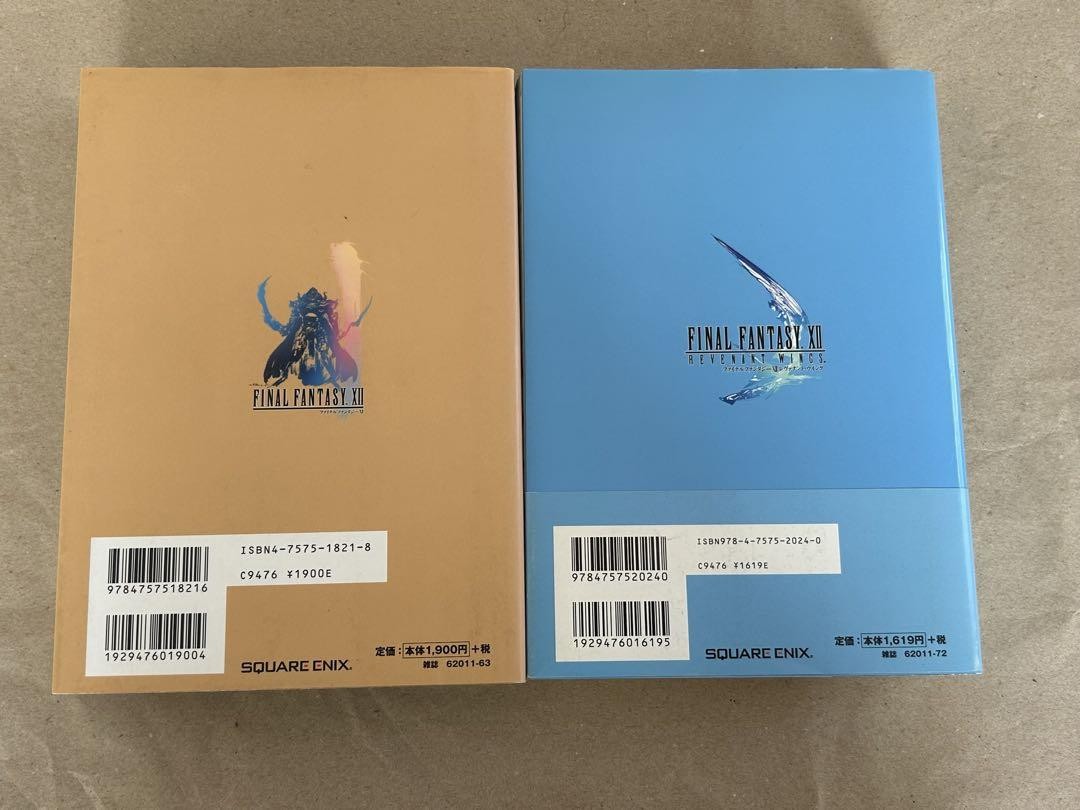 FINAL FANTASY. XII
ファイナルファンタジーXII
ISBN4-7575-1821-8
C9476 ¥1900E
9784757518216
1929476019004
定価：本体1,900円+税
雑誌 62011-63
SQUARE ENIX.
FINAL FANTASY. XII
REVENANT WINGS.
ファイナルファンタジーXII レヴァナント・ウイング
ISBN978-4-7575-2024-0
C9476 ¥1619E
9784757520240
1929476016195
定価：本体1,619円+税
雑誌 62011-72
SQUARE ENIX.